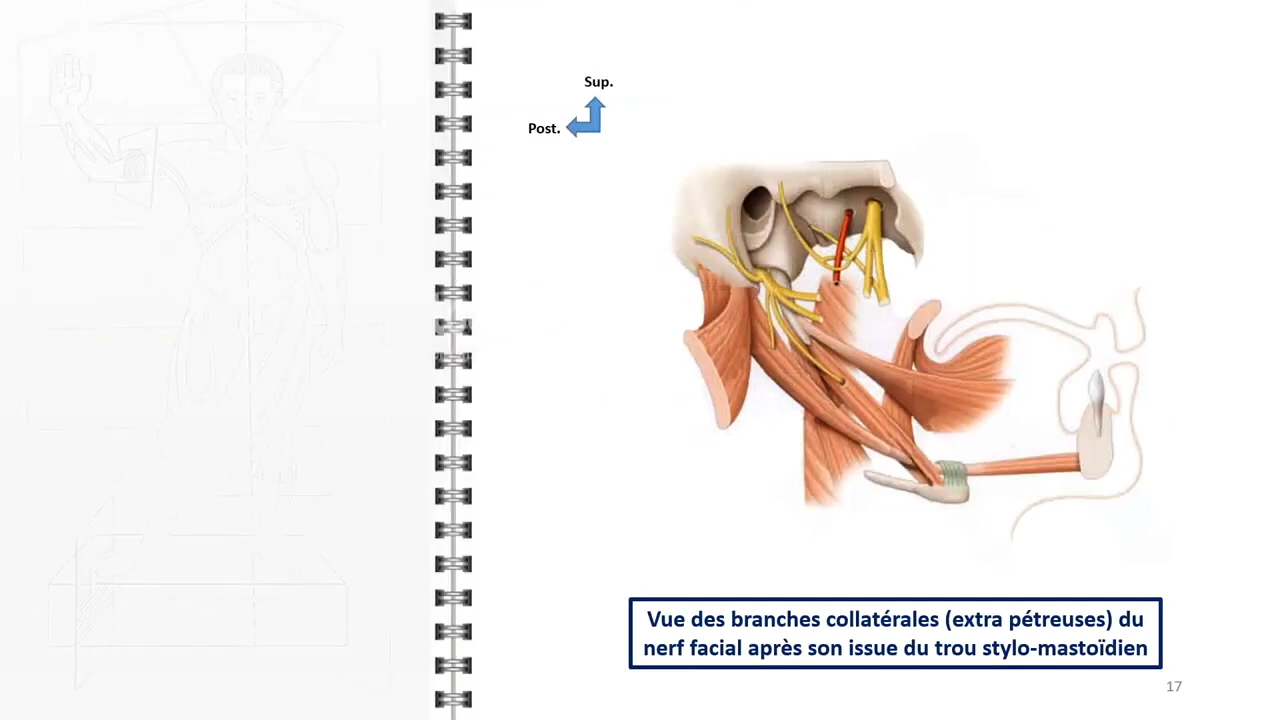 Sup.
Post.
Vue des branches collatérales (extra pétreuses) du
nerf facial après son issue du trou stylo-mastoïdien
17